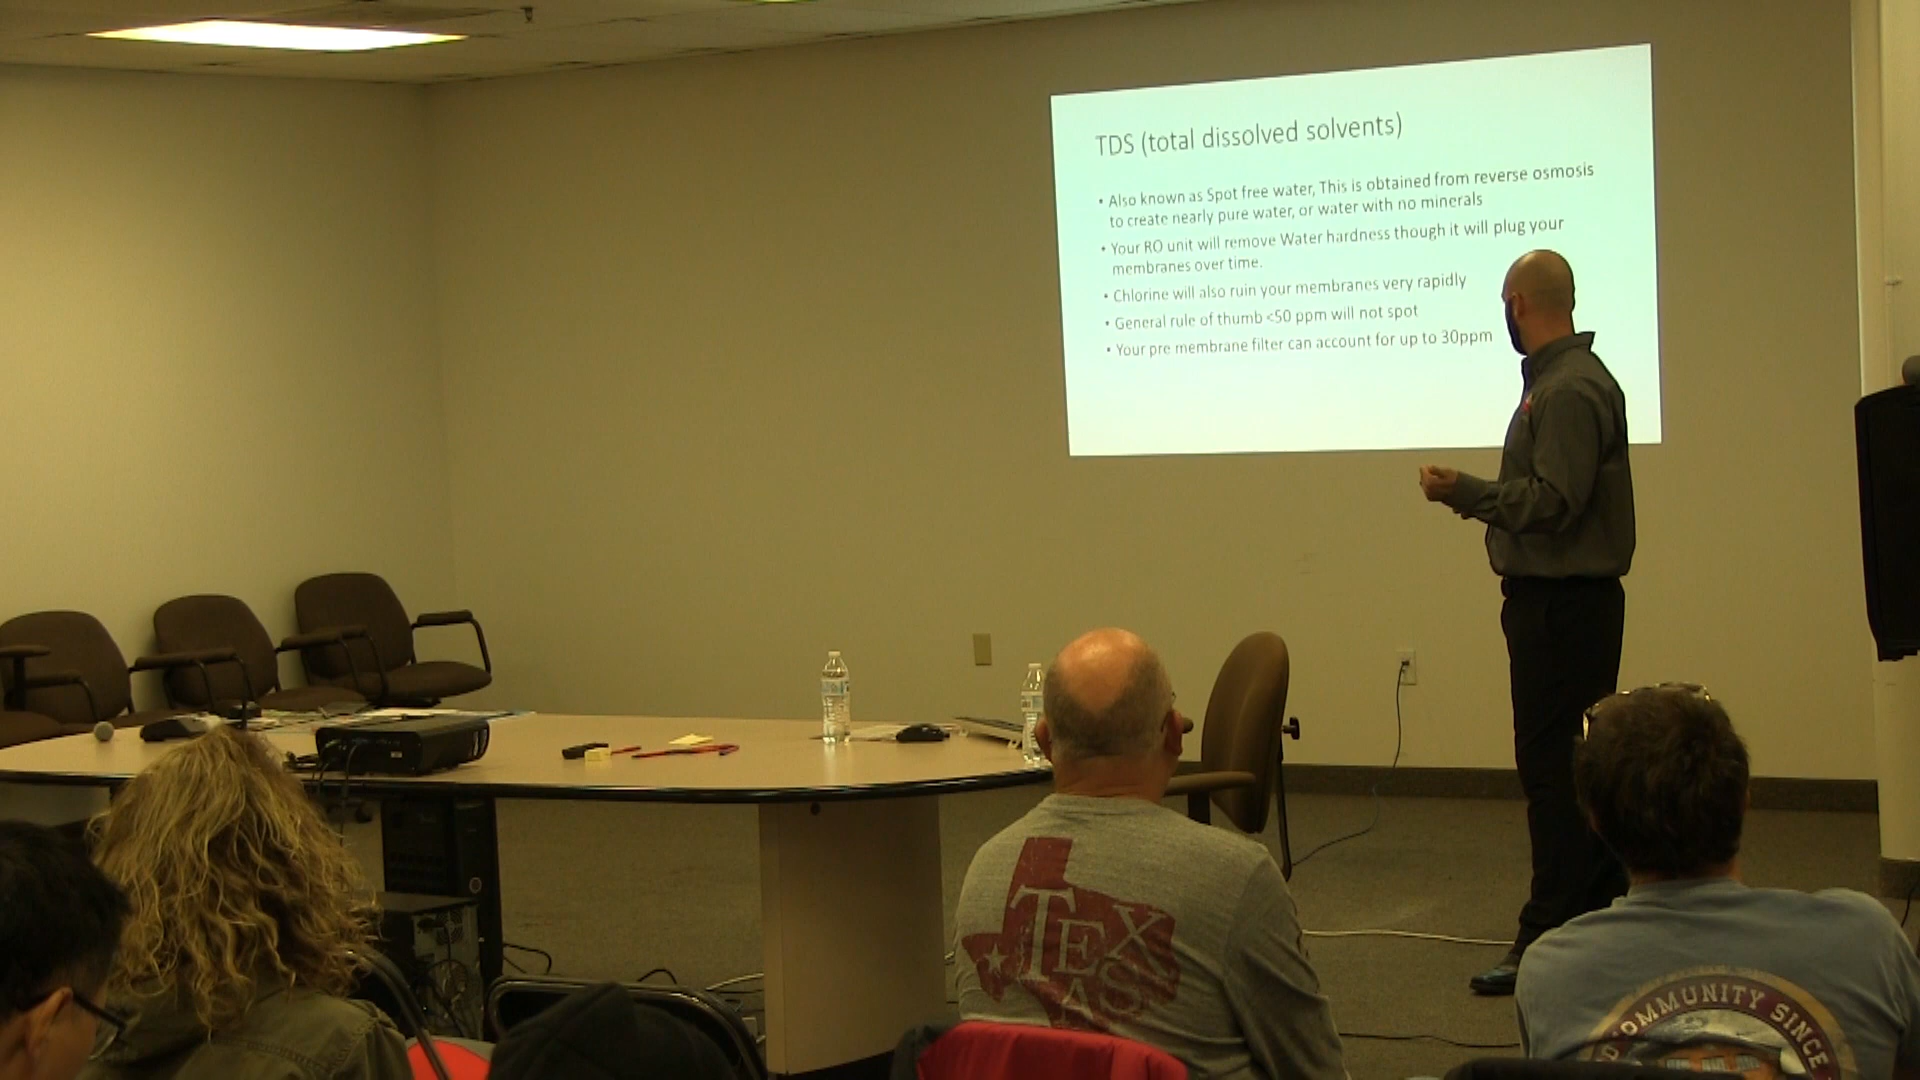 TDS (total dissolved solvents)
• Also known as Spot free water, This is obtained from reverse osmosis
to create nearly pure water, or water with no minerals
• Your RO unit will remove Water hardness though it will plug your
membranes over time.
• Chlorine will also ruin your membranes very rapidly
• General rule of thumb <50 ppm will not spot
• Your pre membrane filter can account for up to 30ppm
TEX
AS
COMMUNITY SINCE